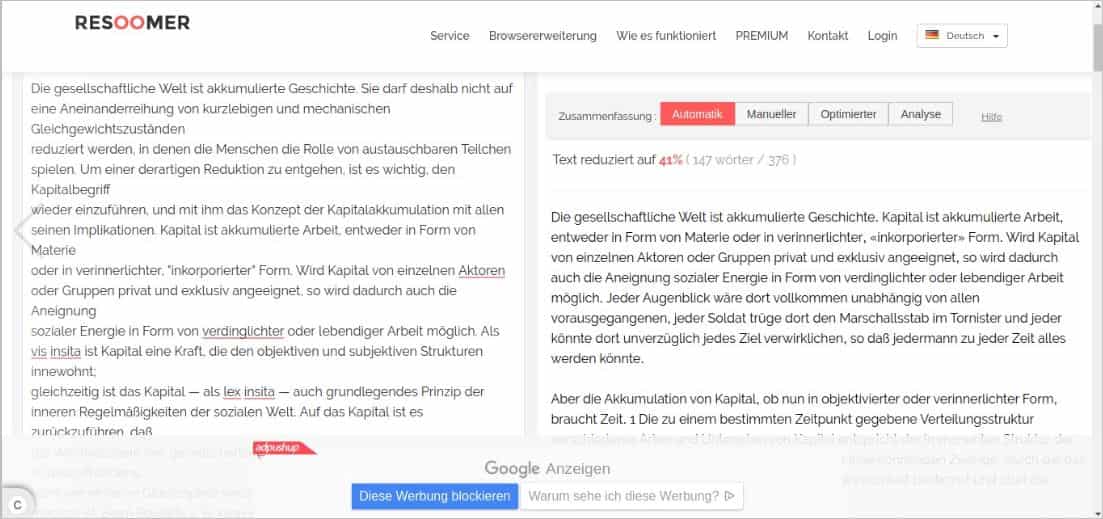 RESOOMER
Service Browsererweiterung Wie es funktioniert PREMIUM Kontakt Login Deutsch
Die gesellschaftliche Welt ist akkumulierte Geschichte. Sie darf deshalb nicht auf
eine Aneinanderreihung von kurzlebigen und mechanischen
Gleichgewichtszuständen
reduziert werden, in denen die Menschen die Rolle von austauschbaren Teilchen
spielen. Um einer derartigen Reduktion zu entgehen, ist es wichtig, den
Kapitalbegriff
wieder einzuführen, und mit ihm das Konzept der Kapitalakkumulation mit allen
seinen Implikationen. Kapital ist akkumulierte Arbeit, entweder in Form von
Materie
oder in verinnerlichter, "inkorporierter" Form. Wird Kapital von einzelnen Aktoren
oder Gruppen privat und exklusiv angeeignet, so wird dadurch auch die
Aneignung
sozialer Energie in Form von verdinglichter oder lebendiger Arbeit möglich. Als
vis insita ist Kapital eine Kraft, die den objektiven und subjektiven Strukturen
innewohnt;
gleichzeitig ist das Kapital — als lex insita — auch grundlegendes Prinzip der
inneren Regelmäßigkeiten der sozialen Welt. Auf das Kapital ist es
zurückzuführen, daß
Zusammenfassung : Automatik Manueller Optimierter Analyse Hilfe
Text reduziert auf 41% ( 147 wörter / 376 )
Die gesellschaftliche Welt ist akkumulierte Geschichte. Kapital ist akkumulierte Arbeit,
entweder in Form von Materie oder in verinnerlichter, «inkorporierter» Form. Wird Kapital
von einzelnen Aktoren oder Gruppen privat und exklusiv angeeignet, so wird dadurch
auch die Aneignung sozialer Energie in Form von verdinglichter oder lebendiger Arbeit
möglich. Jeder Augenblick wäre dort vollkommen unabhängig von allen
vorausgegangenen, jeder Soldat trüge dort den Marschallsstab im Tornister und jeder
könnte dort unverzüglich jedes Ziel verwirklichen, so daß jedermann zu jeder Zeit alles
werden könnte.
Aber die Akkumulation von Kapital, ob nun in objektivierter oder verinnerlichter Form,
braucht Zeit. 1 Die zu einem bestimmten Zeitpunkt gegebene Verteilungsstruktur
adpushup
Google Anzeigen
Diese Werbung blockieren Warum sehe ich diese Werbung?
C